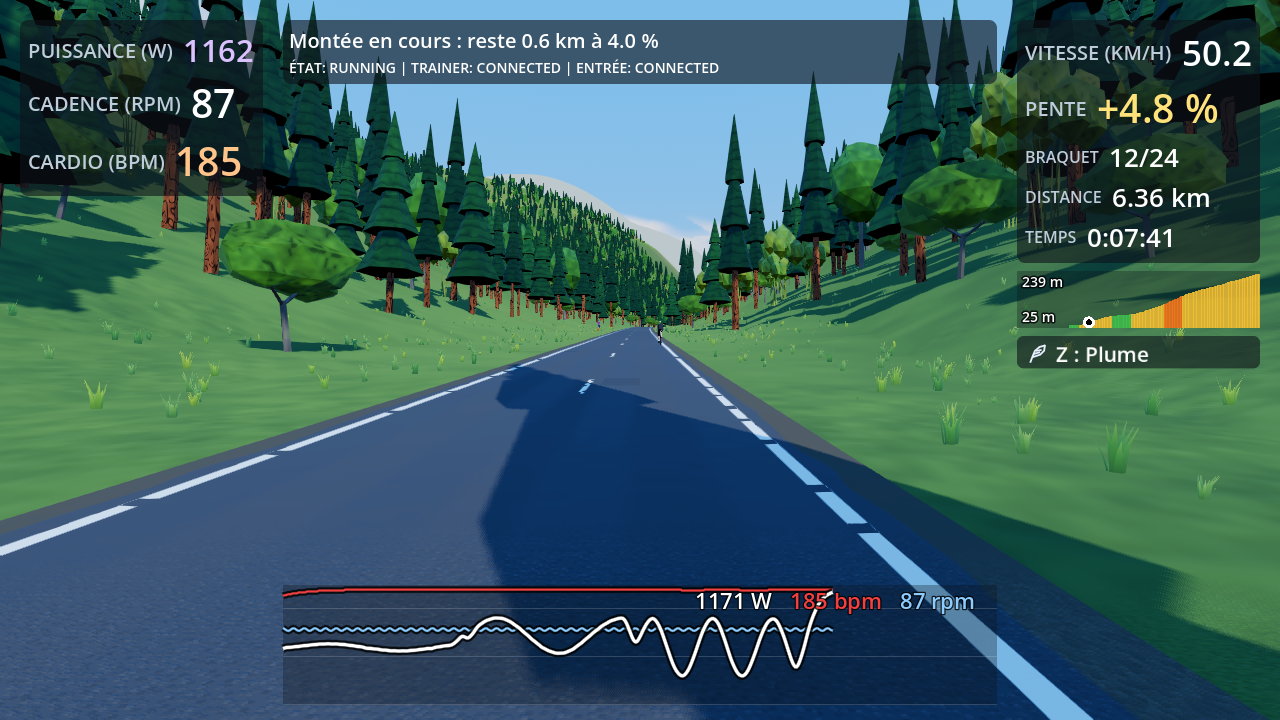 PUISSANCE (W) 1162
CADENCE (RPM) 87
CARDIO (BPM) 185
Montée en cours : reste 0.6 km à 4.0 %
ÉTAT: RUNNING | TRAINER: CONNECTED | ENTRÉE: CONNECTED
VITESSE (KM/H) 50.2
PENTE +4.8 %
BRAQUET 12/24
DISTANCE 6.36 km
TEMPS 0:07:41
239 m
25 m
Z : Plume
1171 W 185 bpm 87 rpm